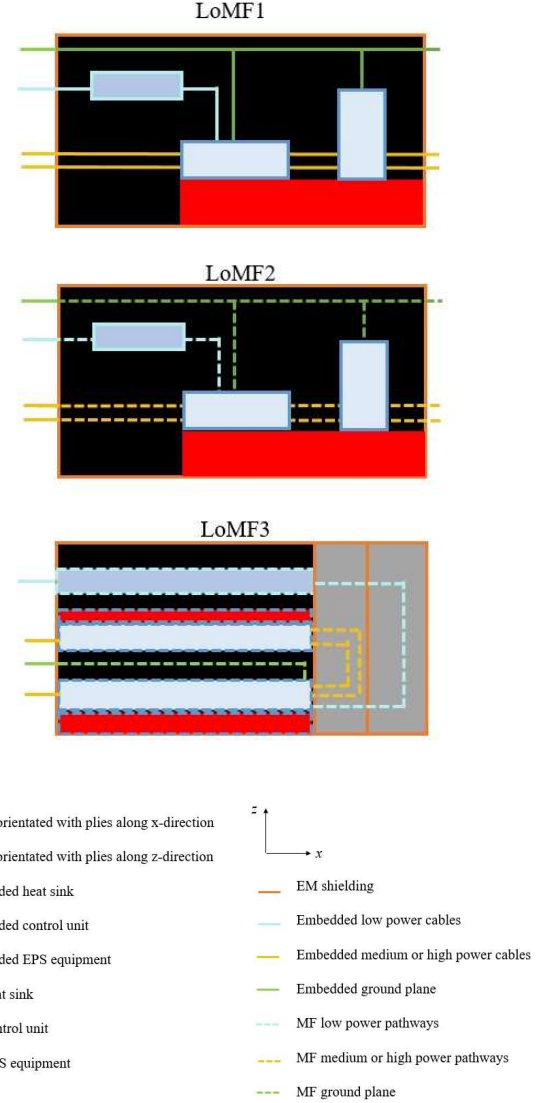 LoMF1
LoMF2
LoMF3
orientated with plies along x-direction
orientated with plies along z-direction
ded heat sink
ded control unit
ded EPS equipment
at sink
ntrol unit
S equipment
z
x
EM shielding
Embedded low power cables
Embedded medium or high power cables
Embedded ground plane
MF low power pathways
MF medium or high power pathways
MF ground plane